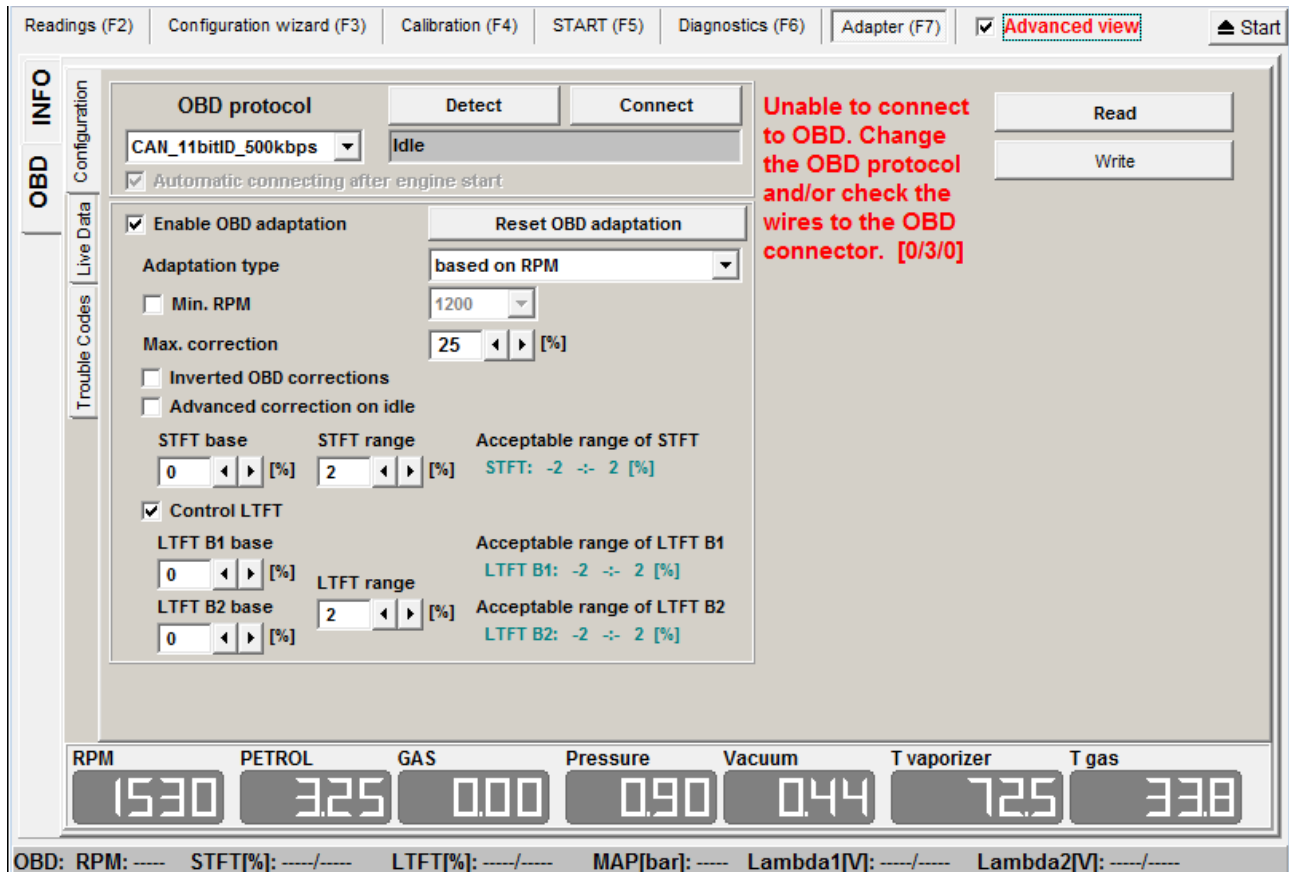 Readings (F2) Configuration wizard (F3) Calibration (F4) START (F5) Diagnostics (F6) Adapter (F7) Advanced view Start
INFO
OBD
Configuration
Live Data
Trouble Codes
OBD protocol Detect Connect
CAN_11bitID_500kbps Idle
Automatic connecting after engine start
Enable OBD adaptation Reset OBD adaptation
Adaptation type based on RPM
Min. RPM 1200
Max. correction 25 [%]
Inverted OBD corrections
Advanced correction on idle
STFT base STFT range Acceptable range of STFT
0 [%] 2 [%] STFT: -2 -:- 2 [%]
Control LTFT
LTFT B1 base Acceptable range of LTFT B1
0 [%] LTFT B1: -2 -:- 2 [%]
LTFT range
LTFT B2 base 2 [%] Acceptable range of LTFT B2
0 [%] LTFT B2: -2 -:- 2 [%]
Unable to connect
to OBD. Change
the OBD protocol
and/or check the
wires to the OBD
connector. [0/3/0]
Read
Write
RPM PETROL GAS Pressure Vacuum T vaporizer T gas
1530 3.25 0.00 0.90 0.44 72.5 33.8
OBD: RPM: ----- STFT[%]: -----/----- LTFT[%]: -----/----- MAP[bar]: ----- Lambda1[V]: -----/----- Lambda2[V]: -----/-----